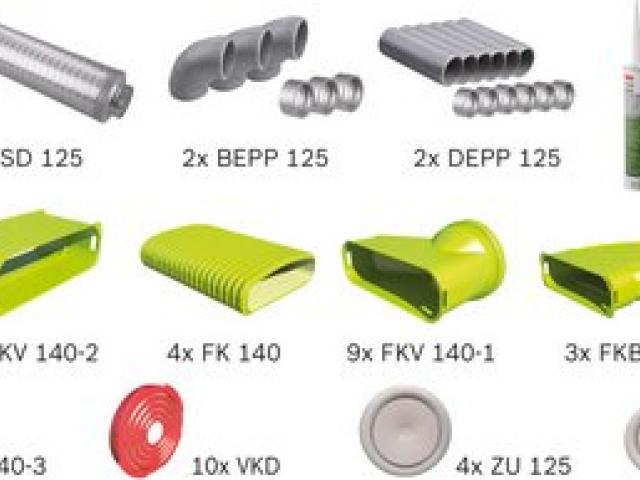 SD 125
2x BEPP 125
2x DEPP 125
KV 140-2
4x FK 140
9x FKV 140-1
3x FKB
40-3
10x VKD
4x ZU 125